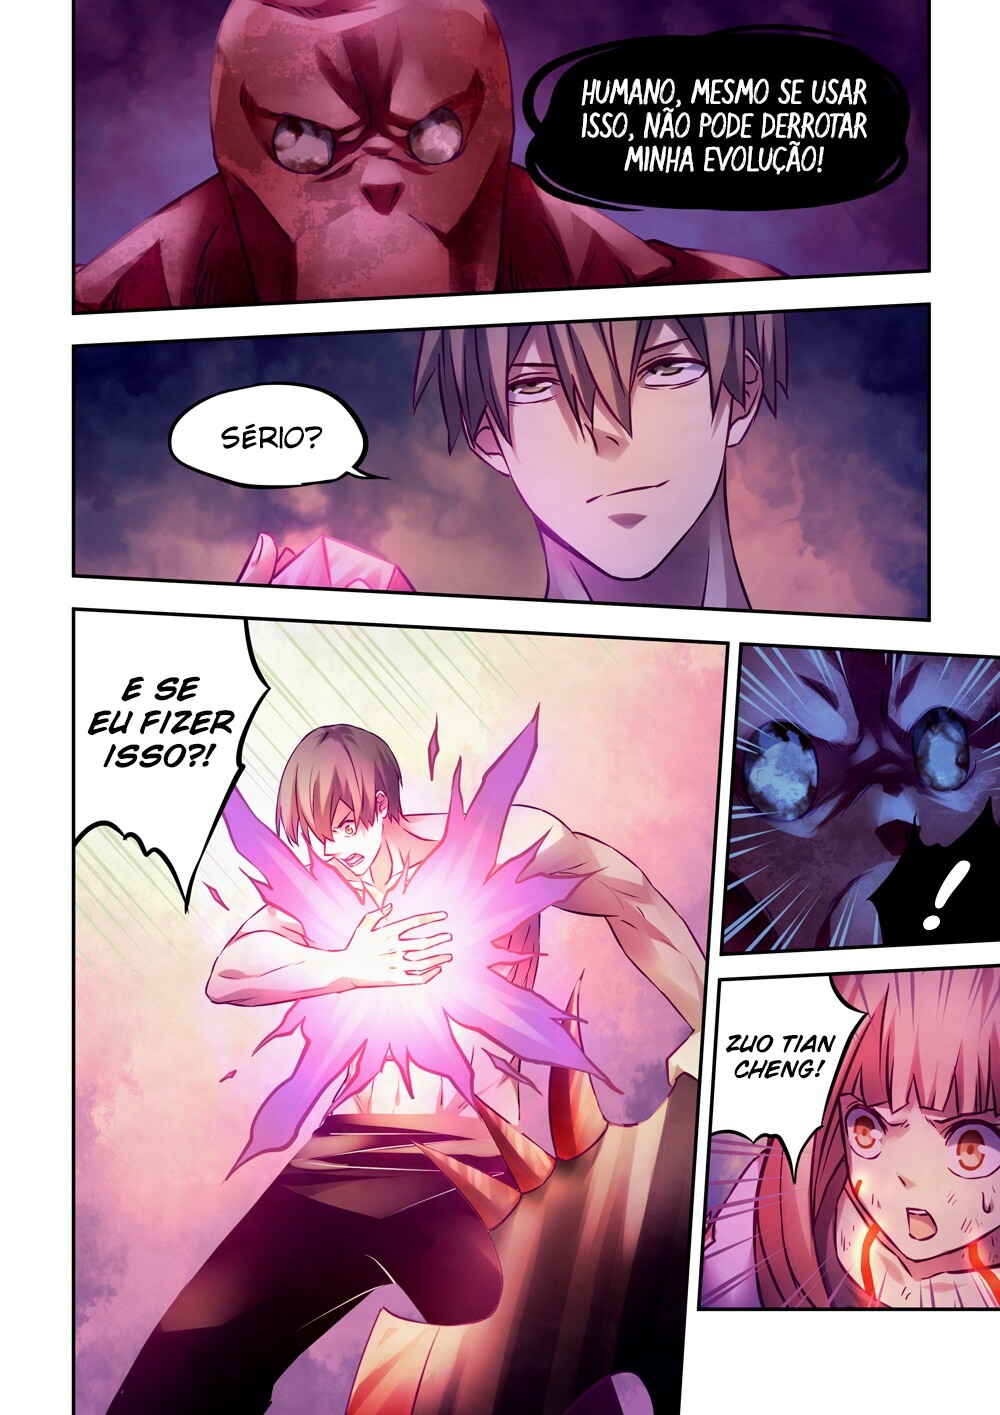 HUMANO, MESMO SE USAR
ISSO, NÃO PODE DERROTAR
MINHA EVOLUÇÃO!
SÉRIO?
E SE
EU FIZER
ISSO?!
!
ZUO TIAN
CHENG!